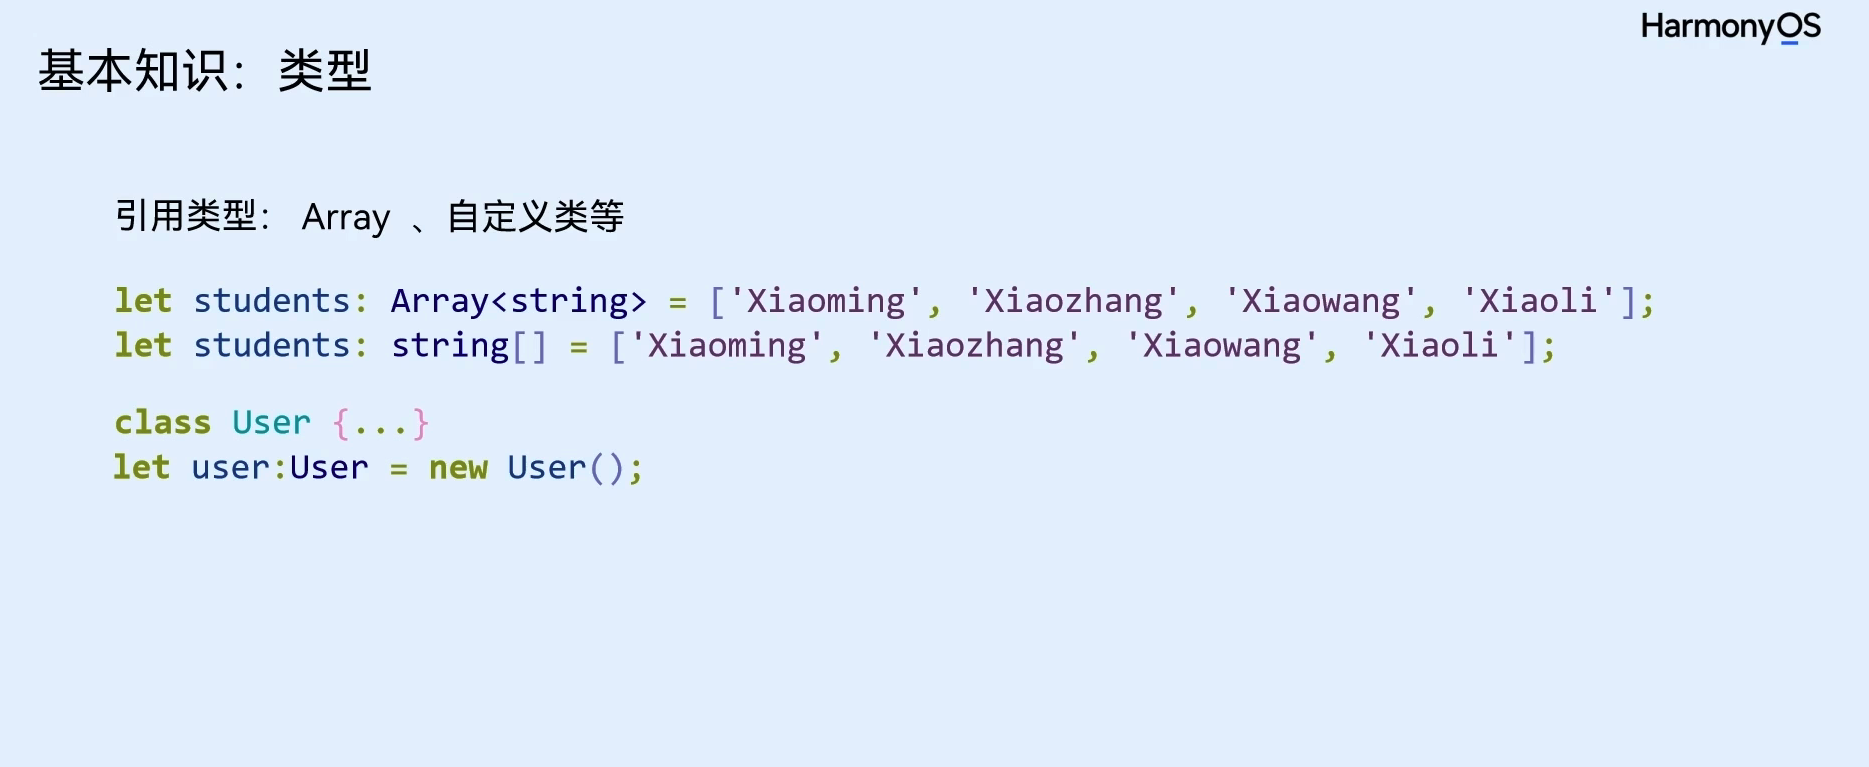 HarmonyOS
基本知识：类型
引用类型： Array 、自定义类等
let students: Array<string> = ['Xiaoming', 'Xiaozhang', 'Xiaowang', 'Xiaoli'];
let students: string[] = ['Xiaoming', 'Xiaozhang', 'Xiaowang', 'Xiaoli'];
class User {...}
let user:User = new User();